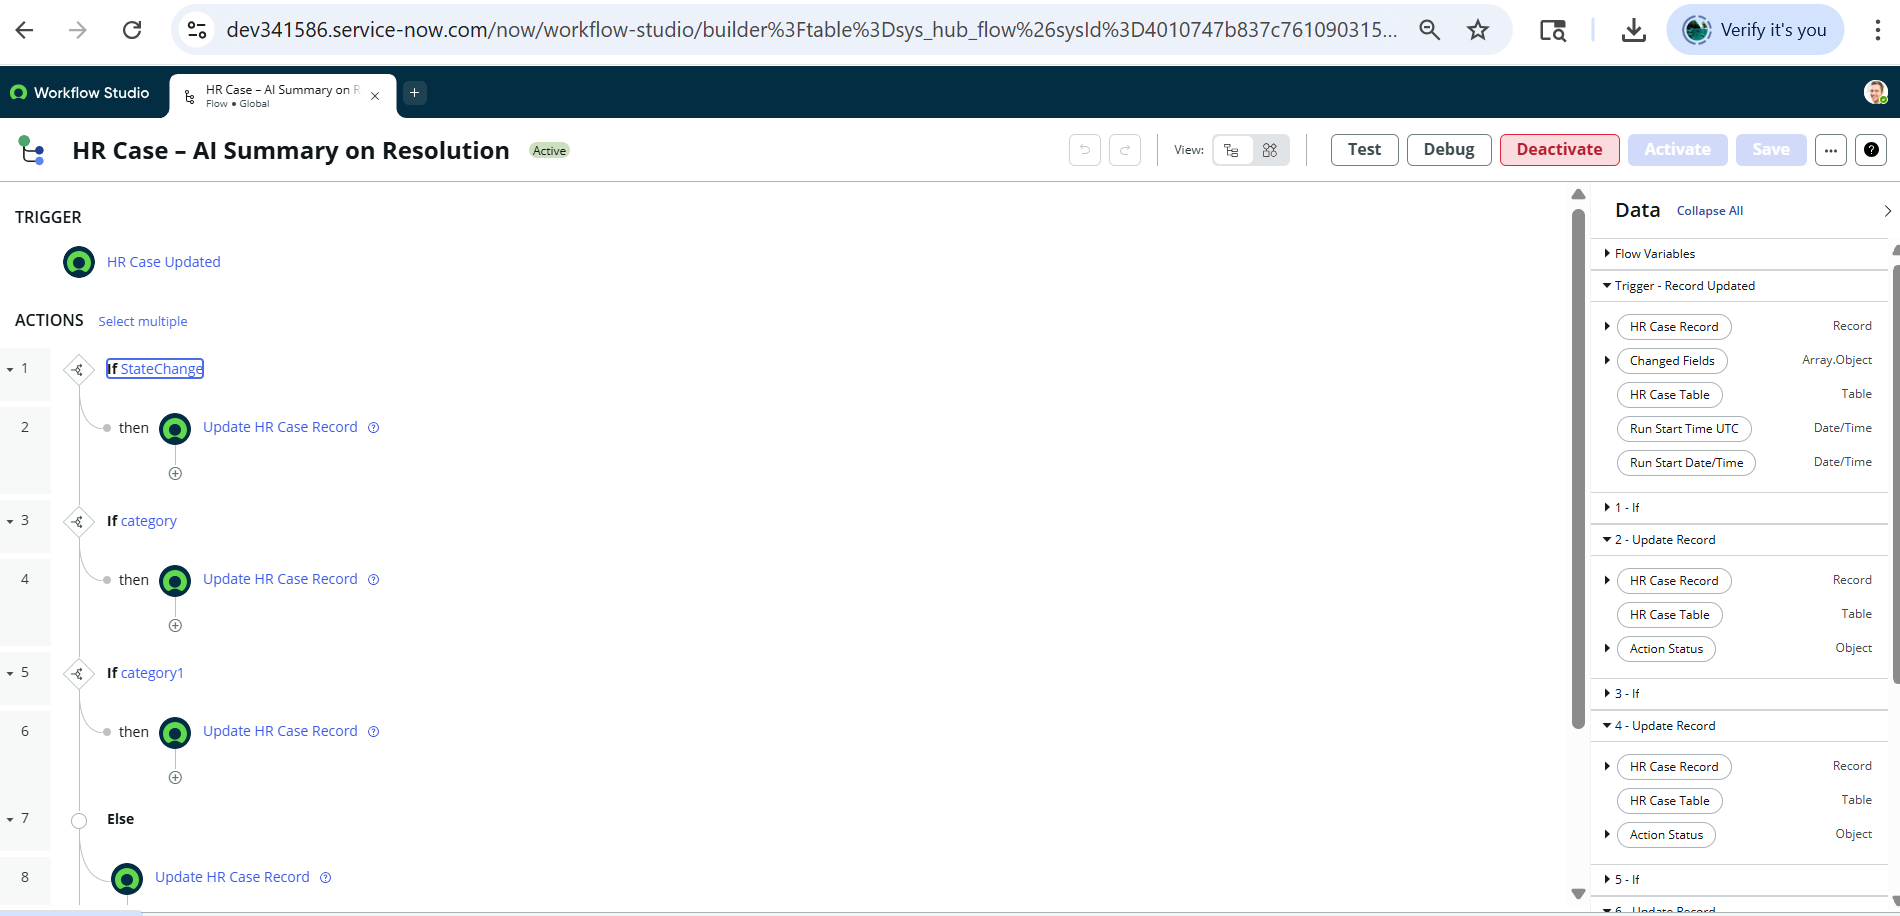 dev341586.service-now.com/now/workflow-studio/builder%3Ftable%3Dsys_hub_flow%26sysId%3D4010747b837c761090315...
Verify it's you
Workflow Studio
HR Case – AI Summary on R
Flow • Global
HR Case – AI Summary on Resolution
Active
View:
Test
Debug
Deactivate
Activate
Save
TRIGGER
HR Case Updated
ACTIONS Select multiple
1 If StateChange
2 then Update HR Case Record
3 If category
4 then Update HR Case Record
5 If category1
6 then Update HR Case Record
7 Else
8 Update HR Case Record
Data Collapse All
Flow Variables
Trigger - Record Updated
HR Case Record Record
Changed Fields Array.Object
HR Case Table Table
Run Start Time UTC Date/Time
Run Start Date/Time Date/Time
1 - If
2 - Update Record
HR Case Record Record
HR Case Table Table
Action Status Object
3 - If
4 - Update Record
HR Case Record Record
HR Case Table Table
Action Status Object
5 - If
6 - Update Record